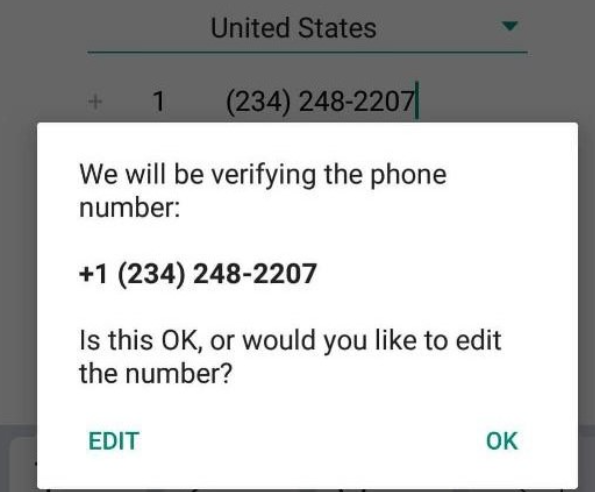 United States
+ 1 (234) 248-2207
We will be verifying the phone
number:
+1 (234) 248-2207
Is this OK, or would you like to edit
the number?
EDIT OK